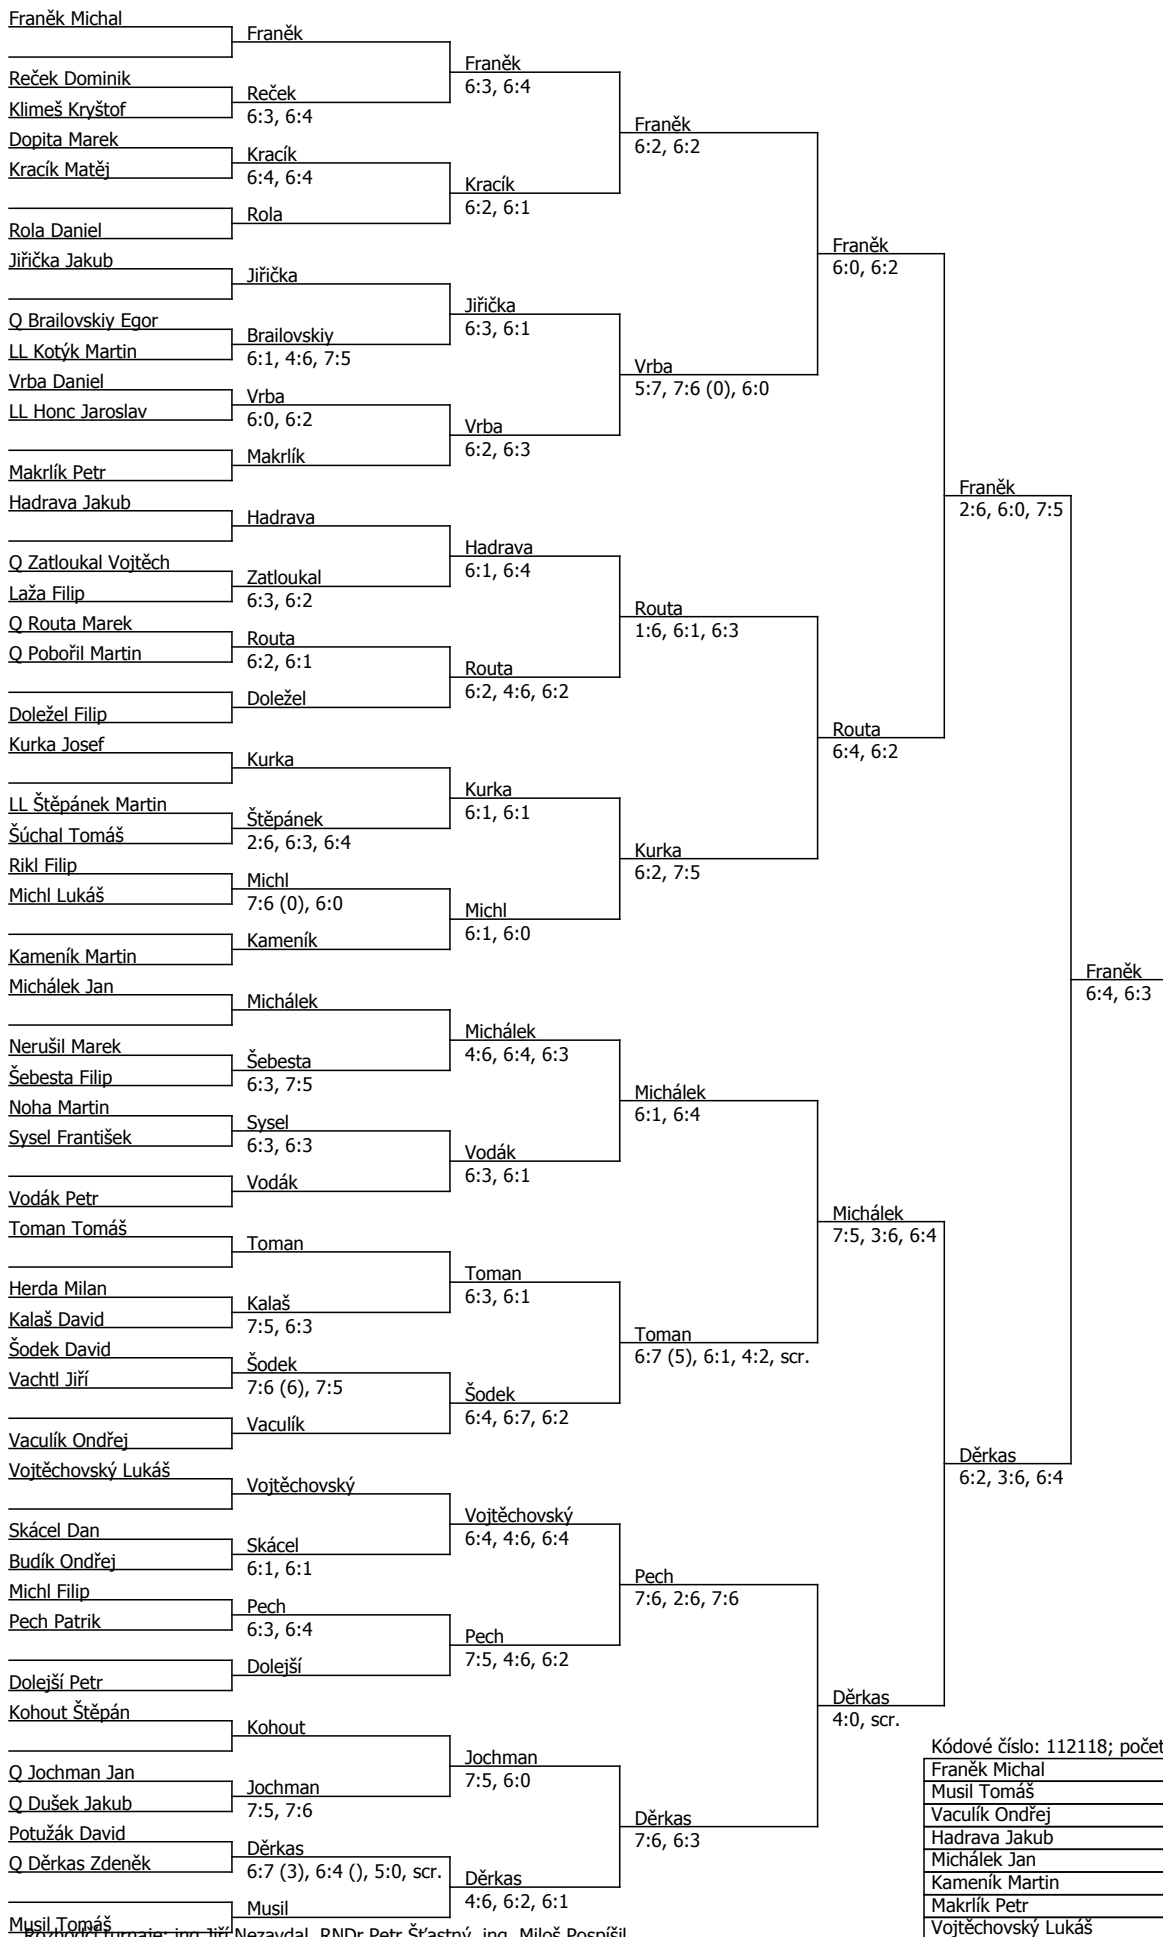 Franěk Michal
Reček Dominik
Klimeš Kryštof
Dopita Marek
Kracík Matěj
Rola Daniel
Jiřička Jakub
Q Brailovskiy Egor
LL Kotýk Martin
Vrba Daniel
LL Honc Jaroslav
Makrlík Petr
Hadrava Jakub
Q Zatloukal Vojtěch
Laža Filip
Q Routa Marek
Q Pobořil Martin
Doležel Filip
Kurka Josef
LL Štěpánek Martin
Šúchal Tomáš
Rikl Filip
Michl Lukáš
Kameník Martin
Michálek Jan
Nerušil Marek
Šebesta Filip
Noha Martin
Sysel František
Vodák Petr
Toman Tomáš
Herda Milan
Kalaš David
Šodek David
Vachtl Jiří
Vaculík Ondřej
Vojtěchovský Lukáš
Skácel Dan
Budík Ondřej
Michl Filip
Pech Patrik
Dolejší Petr
Kohout Štěpán
Q Jochman Jan
Q Dušek Jakub
Potužák David
Q Děrkas Zdeněk
Musil Tomáš
Franěk
Reček
6:3, 6:4
Kracík
6:4, 6:4
Rola
Jiřička
Brailovskiy
6:1, 4:6, 7:5
Vrba
6:0, 6:2
Makrlík
Hadrava
Zatloukal
6:3, 6:2
Routa
6:2, 6:1
Doležel
Kurka
Štěpánek
2:6, 6:3, 6:4
Michl
7:6 (0), 6:0
Kameník
Michálek
Šebesta
6:3, 7:5
Sysel
6:3, 6:3
Vodák
Toman
Kalaš
7:5, 6:3
Šodek
7:6 (6), 7:5
Vaculík
Vojtěchovský
Skácel
6:1, 6:1
Pech
6:3, 6:4
Dolejší
Kohout
Jochman
7:5, 7:6
Děrkas
6:7 (3), 6:4 (), 5:0, scr.
Musil
Franěk
6:3, 6:4
Kracík
6:2, 6:1
Jiřička
6:3, 6:1
Vrba
6:2, 6:3
Hadrava
6:1, 6:4
Routa
6:2, 4:6, 6:2
Kurka
6:1, 6:1
Michl
6:1, 6:0
Michálek
4:6, 6:4, 6:3
Vodák
6:3, 6:1
Toman
6:3, 6:1
Šodek
6:4, 6:7, 6:2
Vojtěchovský
6:4, 4:6, 6:4
Pech
7:5, 4:6, 6:2
Jochman
7:5, 6:0
Děrkas
4:6, 6:2, 6:1
Franěk
6:2, 6:2
Vrba
5:7, 7:6 (0), 6:0
Routa
1:6, 6:1, 6:3
Kurka
6:2, 7:5
Michálek
6:1, 6:4
Toman
6:7 (5), 6:1, 4:2, scr.
Pech
7:6, 2:6, 7:6
Děrkas
7:6, 6:3
Franěk
6:0, 6:2
Routa
6:4, 6:2
Michálek
7:5, 3:6, 6:4
Děrkas
4:0, scr.
Franěk
2:6, 6:0, 7:5
Děrkas
6:2, 3:6, 6:4
Franěk
6:4, 6:3
Kódové číslo: 112118; počet
Franěk Michal
Musil Tomáš
Vaculík Ondřej
Hadrava Jakub
Michálek Jan
Kameník Martin
Makrlík Petr
Vojtěchovský Lukáš
Rozhodčí turnaje: ing.Jiří Nezavdal, RNDr.Petr Šťastný, ing. Miloš Pospíšil